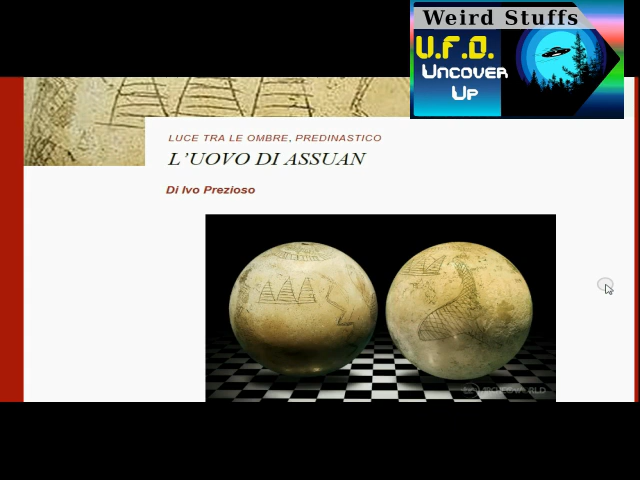 Weird Stuffs
U.F.O.
UNCOVER
UP
LUCE TRA LE OMBRE, PREDINASTICO
L'UOVO DI ASSUAN
Di Ivo Prezioso